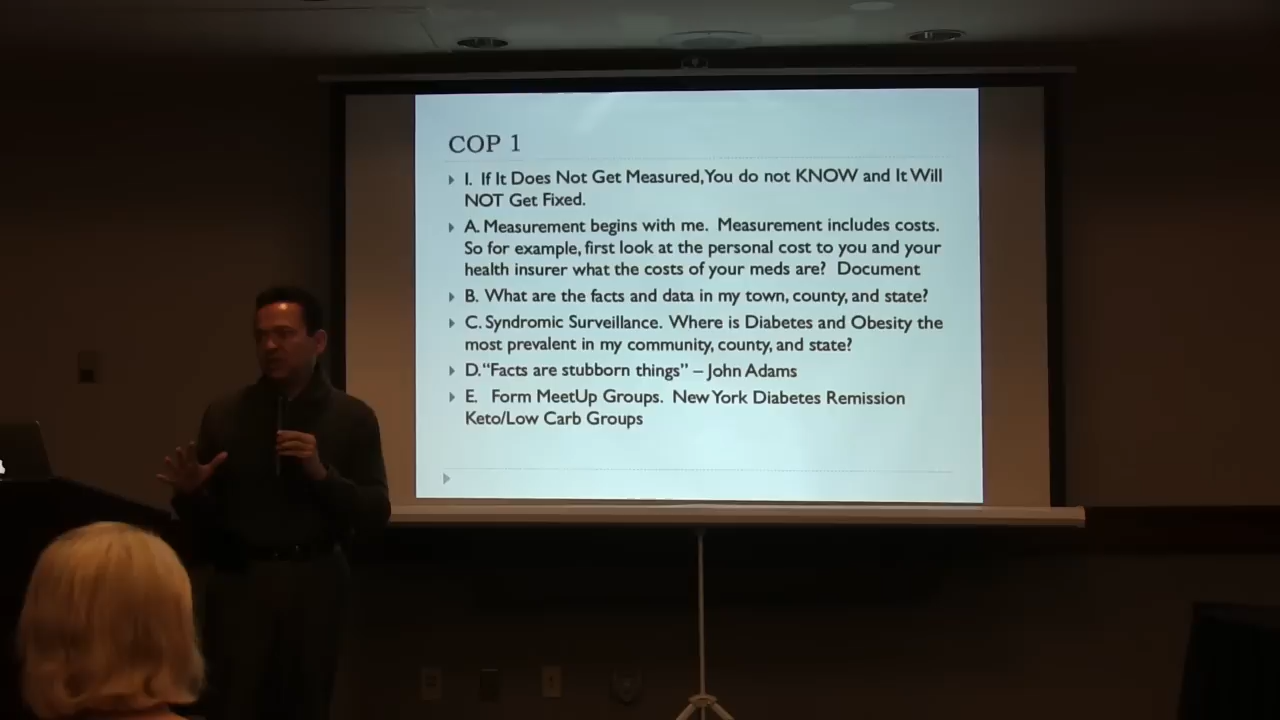 COP 1
I. If It Does Not Get Measured, You do not KNOW and It Will
NOT Get Fixed.
A. Measurement begins with me. Measurement includes costs.
So for example, first look at the personal cost to you and your
health insurer what the costs of your meds are? Document
B. What are the facts and data in my town, county, and state?
C. Syndromic Surveillance. Where is Diabetes and Obesity the
most prevalent in my community, county, and state?
D. "Facts are stubborn things" – John Adams
E. Form MeetUp Groups. New York Diabetes Remission
Keto/Low Carb Groups